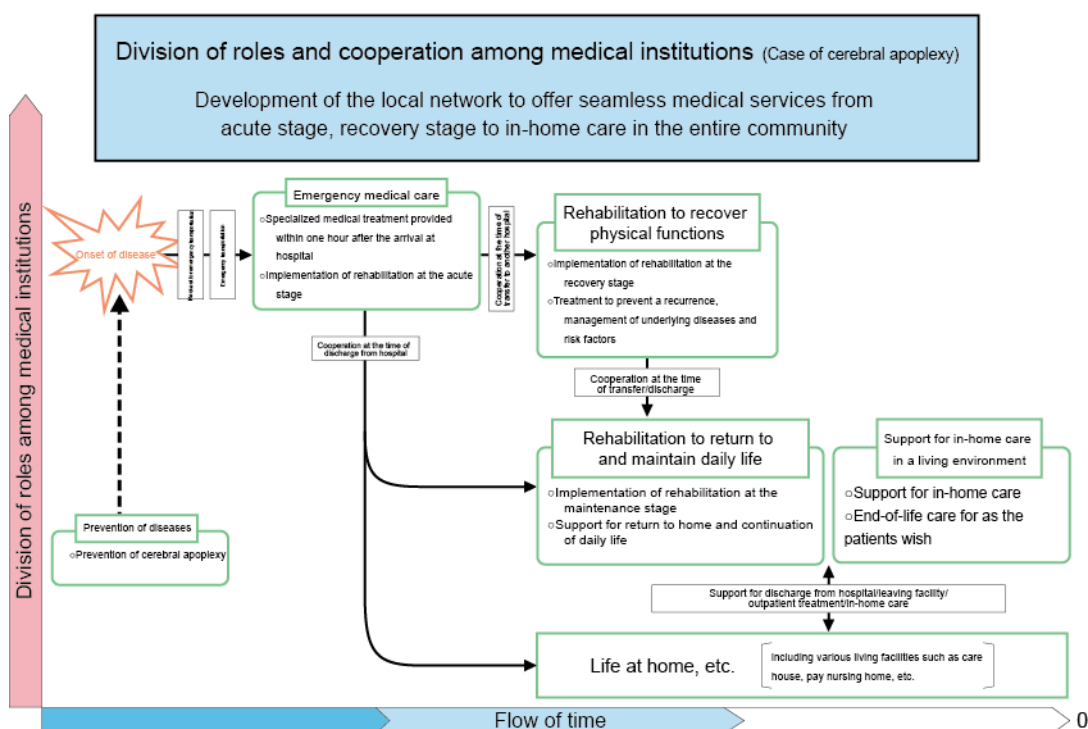 Division of roles and cooperation among medical institutions (Case of cerebral apoplexy)
Development of the local network to offer seamless medical services from
acute stage, recovery stage to in-home care in the entire community
Division of roles among medical institutions
Onset of disease
Emergency transportation
Emergency medical care
○Specialized medical treatment provided
within one hour after the arrival at
hospital
○Implementation of rehabilitation at the acute
stage
Cooperation at the time of
transfer to another hospital
Rehabilitation to recover
physical functions
○Implementation of rehabilitation at the
recovery stage
○Treatment to prevent a recurrence,
management of underlying diseases and
risk factors
Cooperation at the time of
discharge from hospital
Cooperation at the time
of transfer/discharge
Rehabilitation to return to
and maintain daily life
○Implementation of rehabilitation at the
maintenance stage
○Support for return to home and continuation
of daily life
Support for in-home care
in a living environment
○Support for in-home care
○End-of-life care for as the
patients wish
Prevention of diseases
○Prevention of cerebral apoplexy
Support for discharge from hospital/leaving facility/
outpatient treatment/in-home care
Life at home, etc.
Including various living facilities such as care
house, pay nursing home, etc.
Flow of time
0